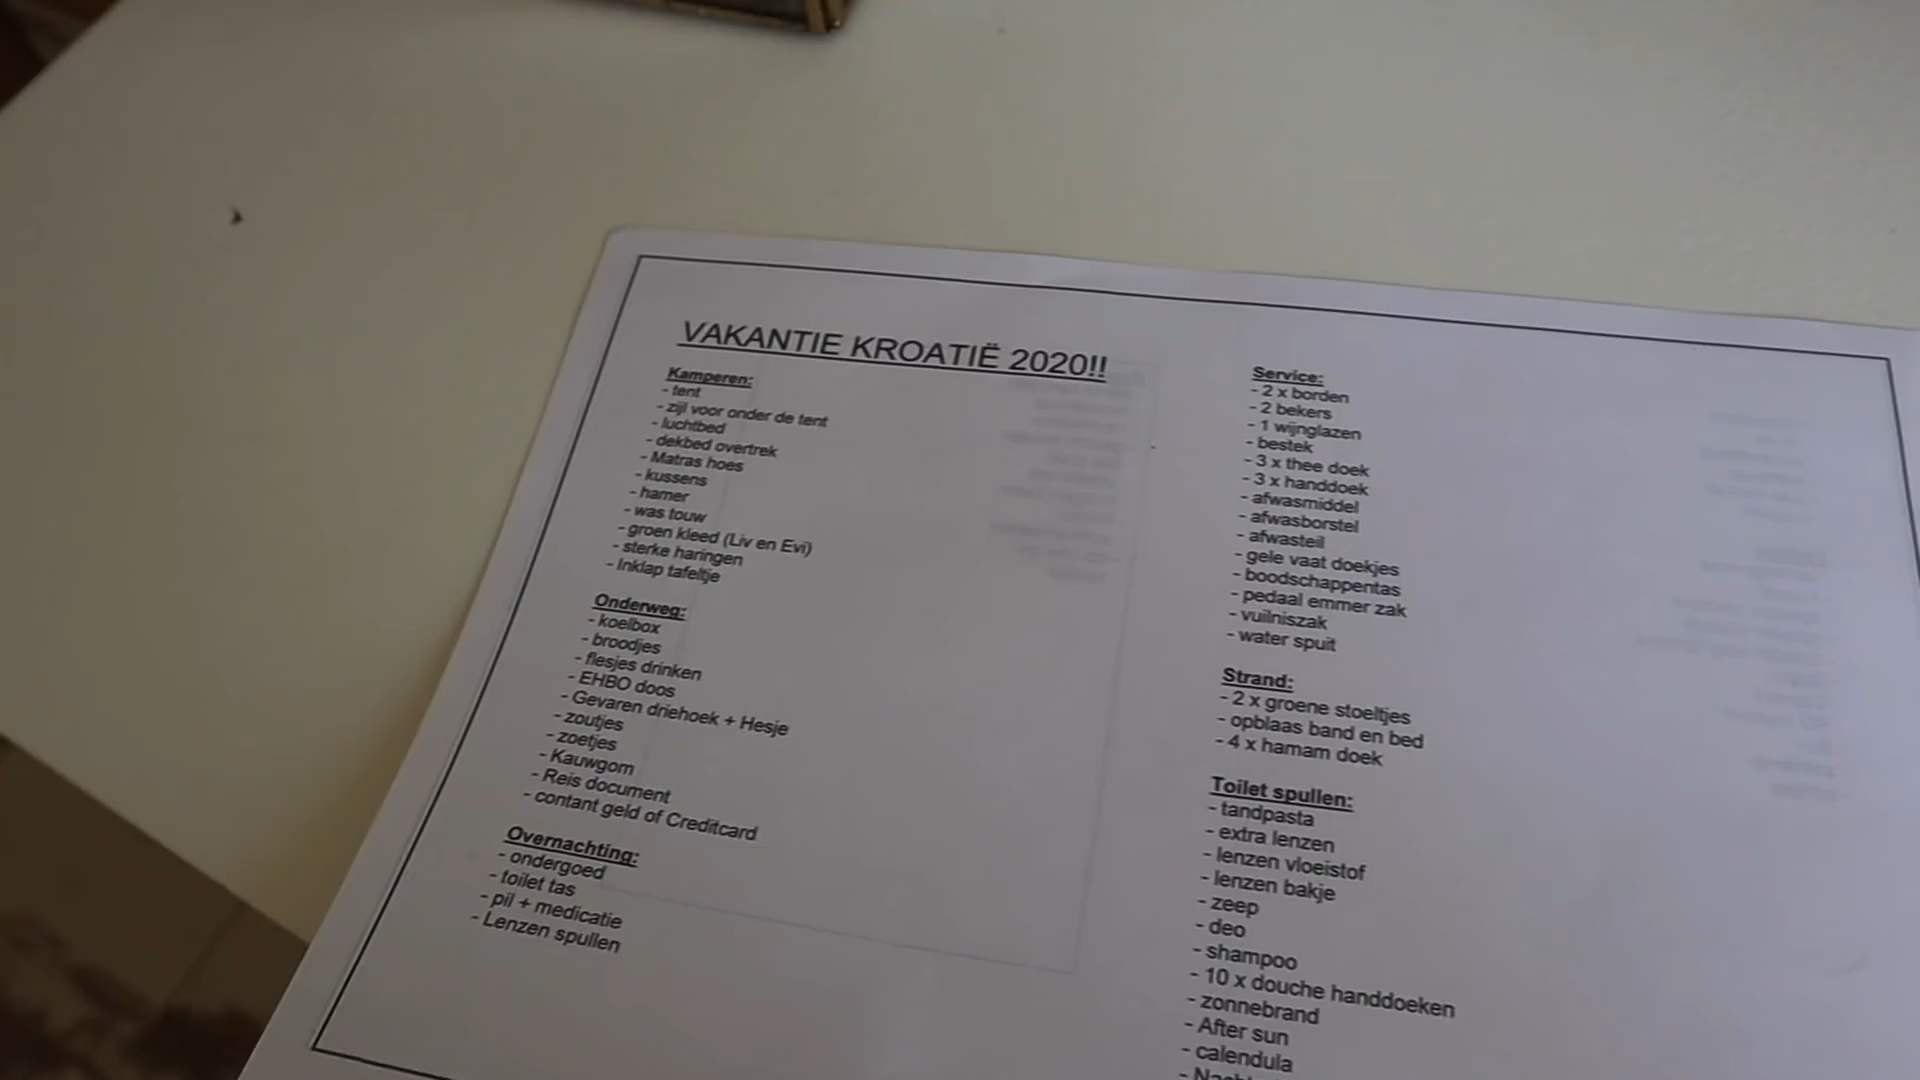 VAKANTIE KROATIË 2020!!
Kamperen:
- tent
- zijl voor onder de tent
- luchtbed
- dekbed overtrek
- Matras hoes
- kussens
- hamer
- was touw
- groen kleed (Liv en Evi)
- sterke haringen
- Inklap tafeltje
Onderweg:
- koelbox
- broodjes
- flesjes drinken
- EHBO doos
- Gevaren driehoek + Hesje
- zoutjes
- zoetjes
- Kauwgom
- Reis document
- contant geld of Creditcard
Overnachting:
- ondergoed
- toilet tas
- pil + medicatie
- Lenzen spullen
Service:
- 2 x borden
- 2 bekers
- 1 wijnglazen
- bestek
- 3 x thee doek
- 3 x handdoek
- afwasmiddel
- afwasborstel
- afwasteil
- gele vaat doekjes
- boodschappentas
- pedaal emmer zak
- vuilniszak
- water spuit
Strand:
- 2 x groene stoeltjes
- opblaas band en bed
- 4 x hamam doek
Toilet spullen:
- tandpasta
- extra lenzen
- lenzen vloeistof
- lenzen bakje
- zeep
- deo
- shampoo
- 10 x douche handdoeken
- zonnebrand
- After sun
- calendula